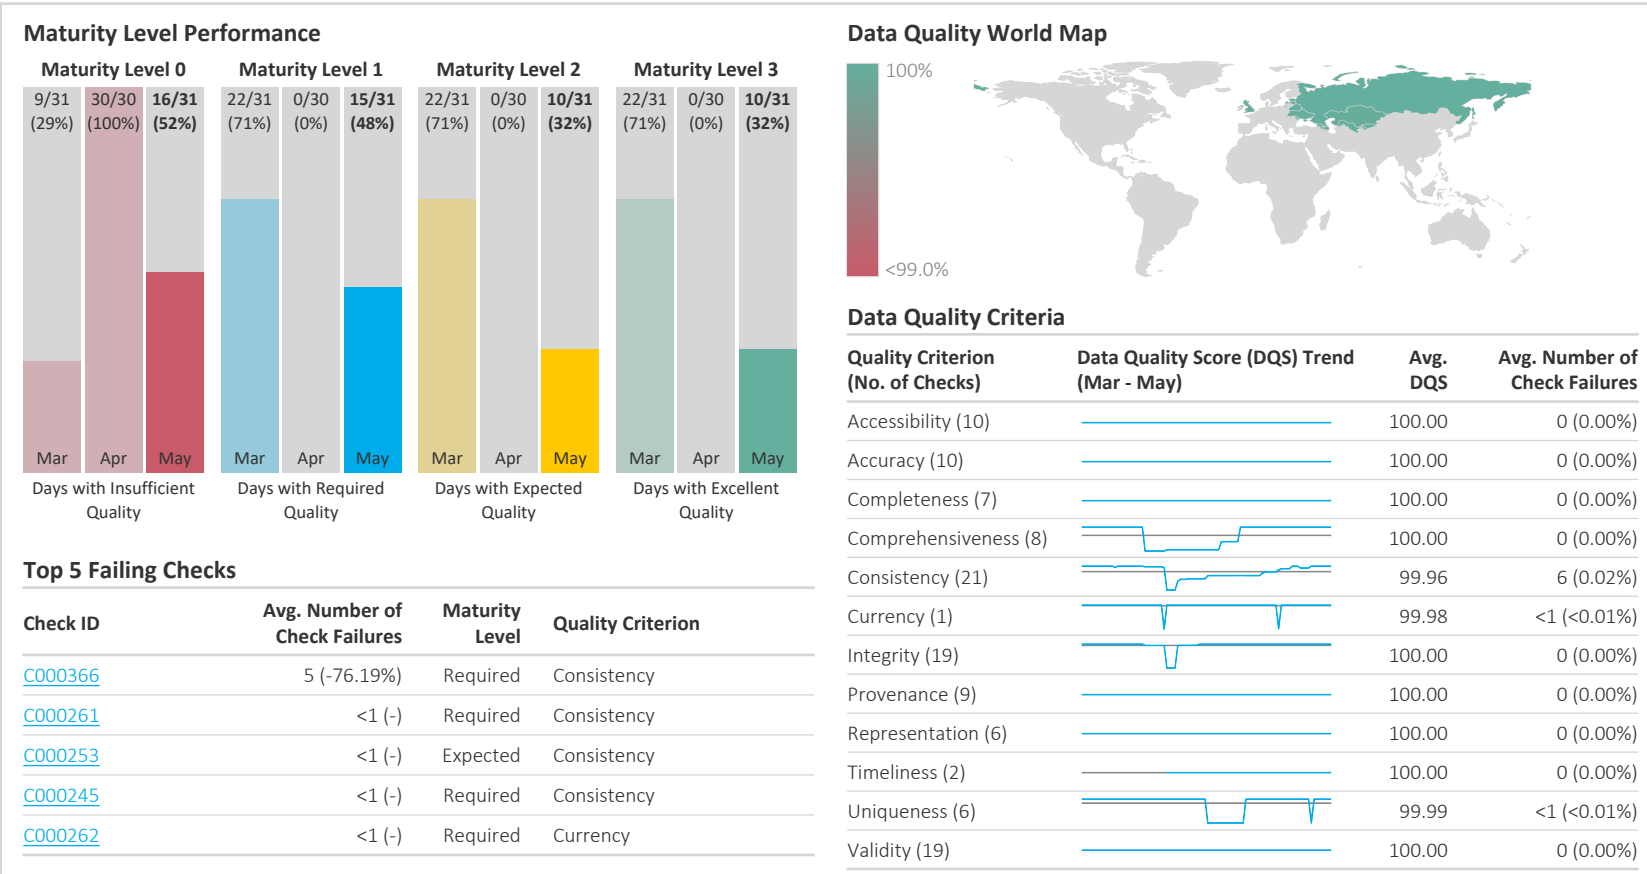 Maturity Level Performance
Maturity Level 0 Maturity Level 1 Maturity Level 2 Maturity Level 3
9/31 30/30 16/31 22/31 0/30 15/31 22/31 0/30 10/31 22/31 0/30 10/31
(29%) (100%) (52%) (71%) (0%) (48%) (71%) (0%) (32%) (71%) (0%) (32%)
Mar Apr May Mar Apr May Mar Apr May Mar Apr May
Days with Insufficient Days with Required Days with Expected Days with Excellent
Quality Quality Quality Quality
Top 5 Failing Checks
Check ID Avg. Number of Check Failures Maturity Level Quality Criterion
C000366 5 (-76.19%) Required Consistency
C000261 <1 (-) Required Consistency
C000253 <1 (-) Expected Consistency
C000245 <1 (-) Required Consistency
C000262 <1 (-) Required Currency
Data Quality World Map
100%
<99.0%
Data Quality Criteria
Quality Criterion Data Quality Score (DQS) Trend Avg. Avg. Number of
(No. of Checks) (Mar - May) DQS Check Failures
Accessibility (10) 100.00 0 (0.00%)
Accuracy (10) 100.00 0 (0.00%)
Completeness (7) 100.00 0 (0.00%)
Comprehensiveness (8) 100.00 0 (0.00%)
Consistency (21) 99.96 6 (0.02%)
Currency (1) 99.98 <1 (<0.01%)
Integrity (19) 100.00 0 (0.00%)
Provenance (9) 100.00 0 (0.00%)
Representation (6) 100.00 0 (0.00%)
Timeliness (2) 100.00 0 (0.00%)
Uniqueness (6) 99.99 <1 (<0.01%)
Validity (19) 100.00 0 (0.00%)